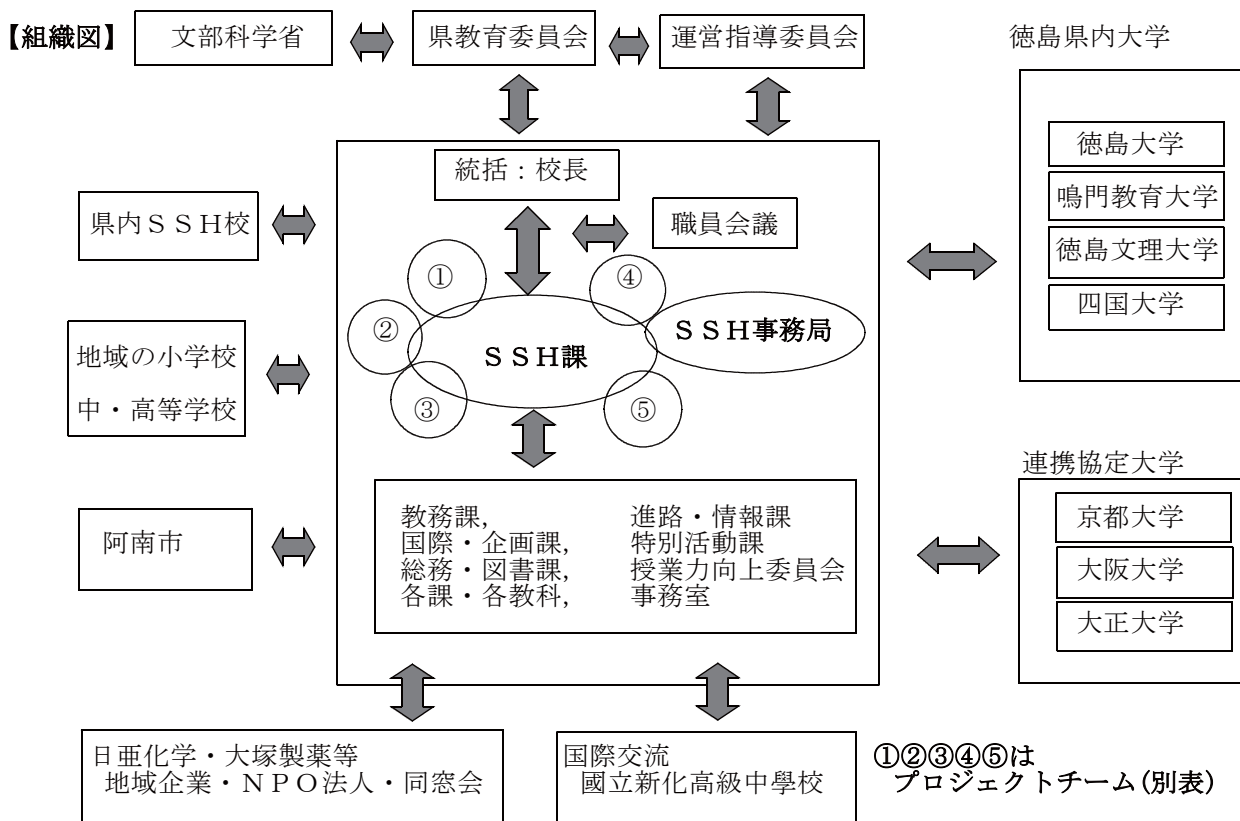 【組織図】
文部科学省
県教育委員会
運営指導委員会
徳島県内大学
統括：校長
職員会議
徳島大学
鳴門教育大学
徳島文理大学
四国大学
県内ＳＳＨ校
①
②
③
④
⑤
ＳＳＨ課
ＳＳＨ事務局
地域の小学校
中・高等学校
連携協定大学
京都大学
大阪大学
大正大学
阿南市
教務課，　進路・情報課
国際・企画課，　特別活動課
総務・図書課，　授業力向上委員会
各課・各教科，　事務室
日亜化学・大塚製薬等
地域企業・ＮＰＯ法人・同窓会
国際交流
國立新化高級中學校
①②③④⑤は
プロジェクトチーム(別表)